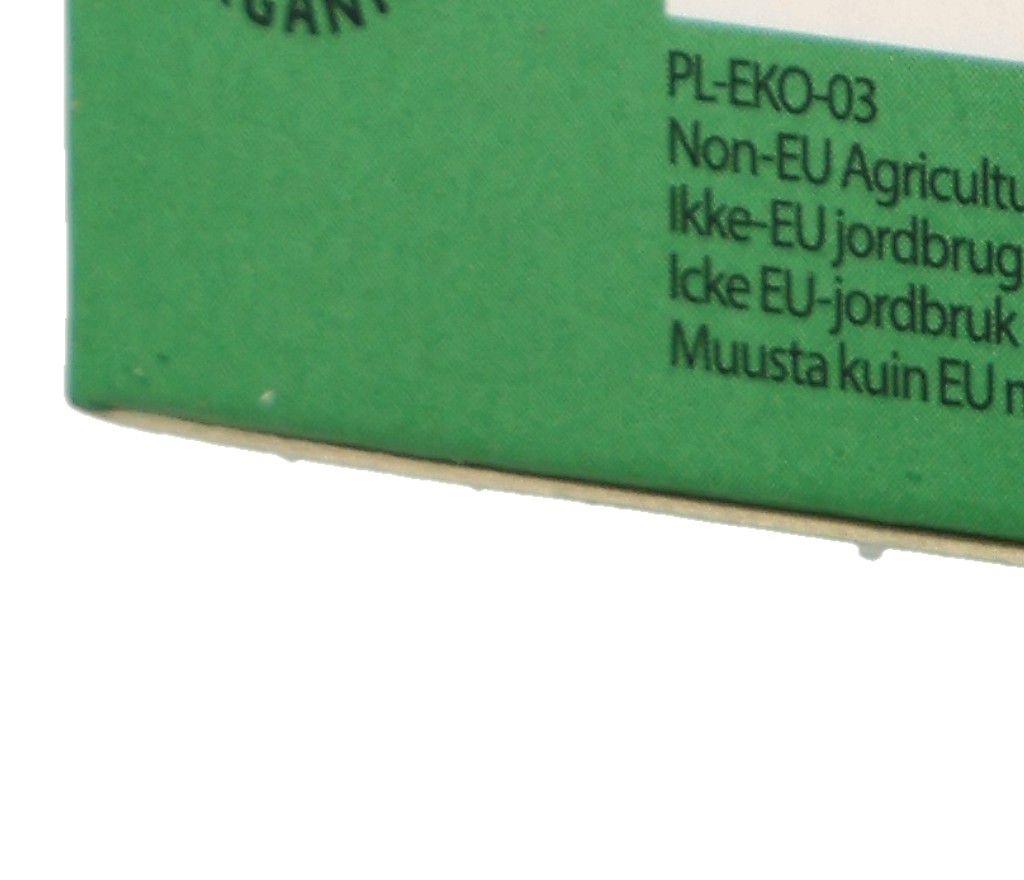 PL-EKO-03
Non-EU Agricultu
Ikke-EU jordbrug
Icke EU-jordbruk
Muusta kuin EU